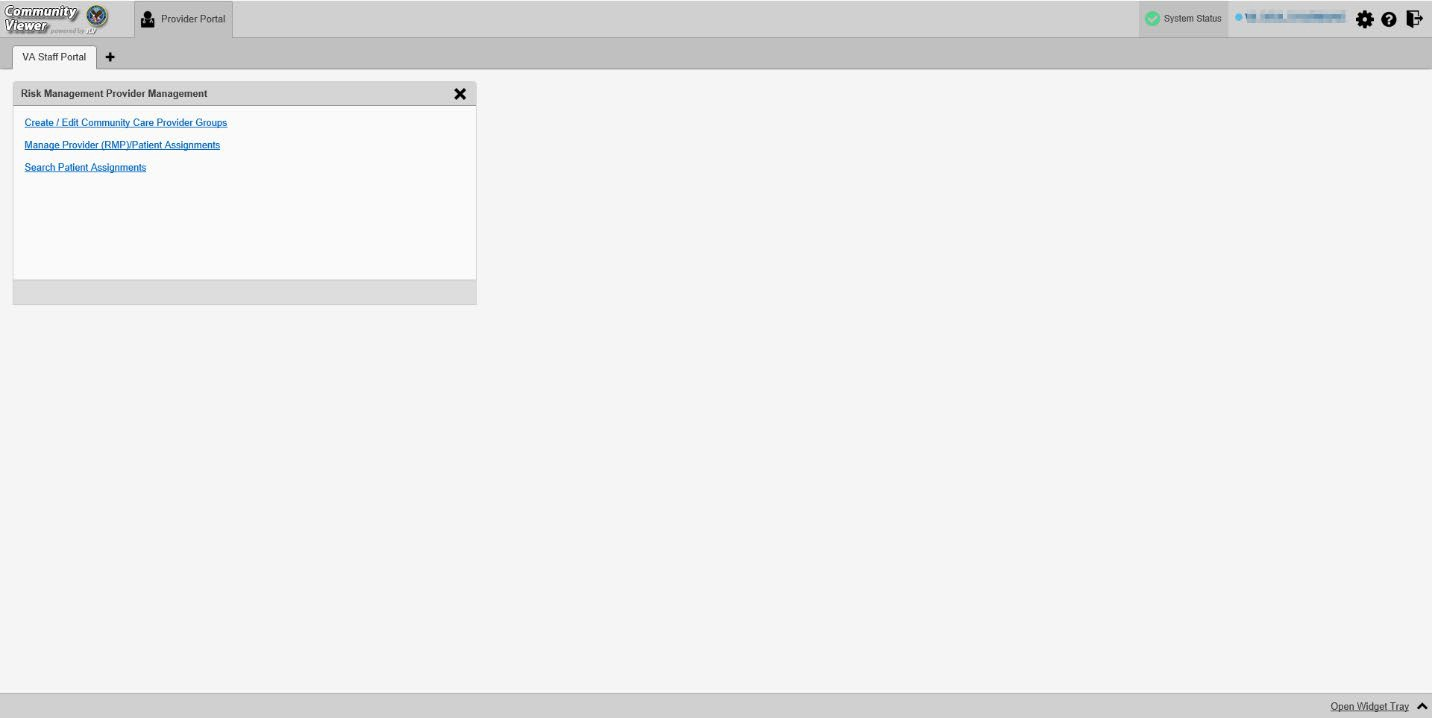 Community
Viewer
powered by JLV
Provider Portal
System Status
VA Staff Portal
Risk Management Provider Management
Create / Edit Community Care Provider Groups
Manage Provider (RMP)/Patient Assignments
Search Patient Assignments
Open Widget Tray